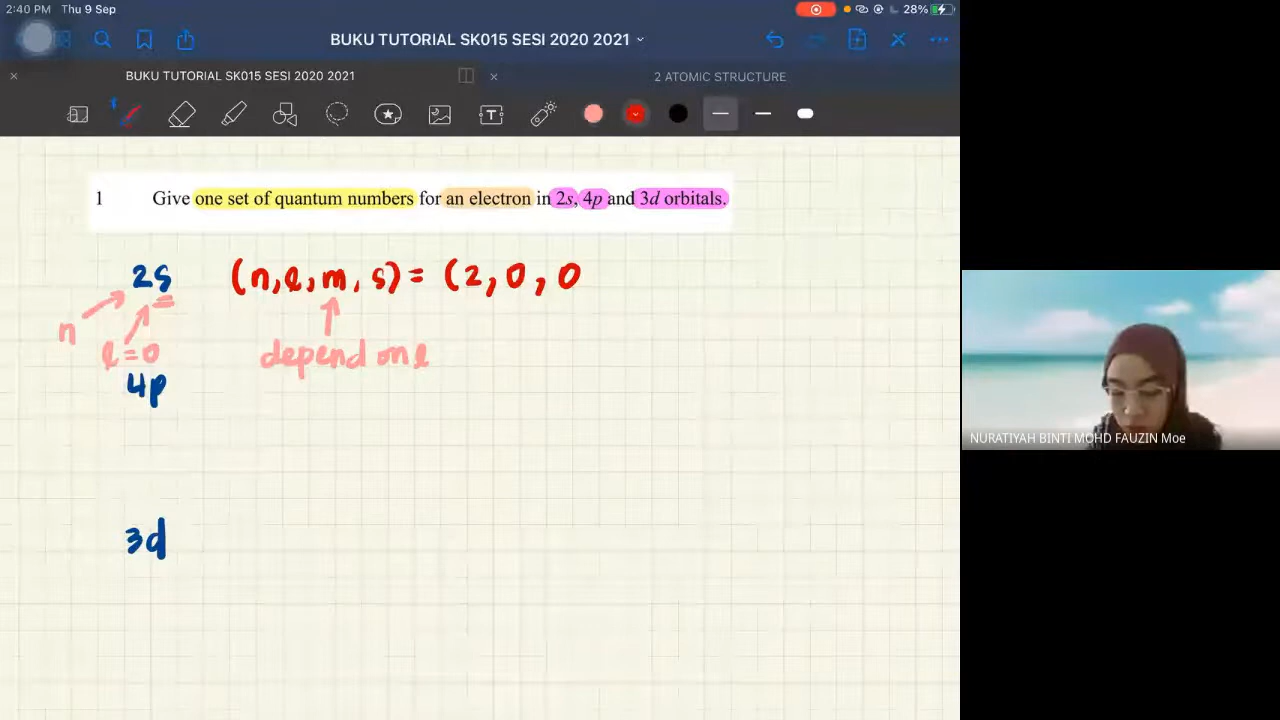 2:40 PM Thu 9 Sep 28%
BUKU TUTORIAL SK015 SESI 2020 2021
BUKU TUTORIAL SK015 SESI 2020 2021
2 ATOMIC STRUCTURE
1 Give one set of quantum numbers for an electron in 2s, 4p and 3d orbitals.
2s (n, l, m, s) = (2, 0, 0
n
l = 0
depend on l
4p
3d
NURATIYAH BINTI MOHD FAUZIN Moe